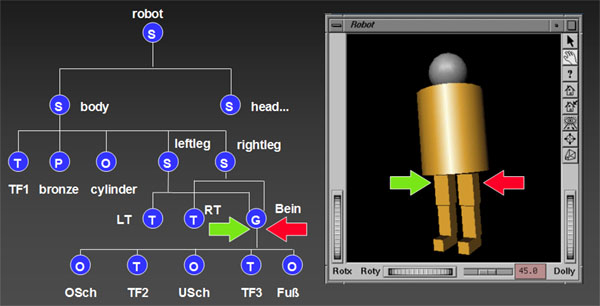 robot
S
S
body
S
head...
leftleg
rightleg
T
P
O
S
S
TF1
bronze
cylinder
LT
T
T
RT
G
Bein
O
T
O
T
O
OSch
TF2
USch
TF3
Fuß
Robot
?
Rotx
Roty
45.0
Dolly